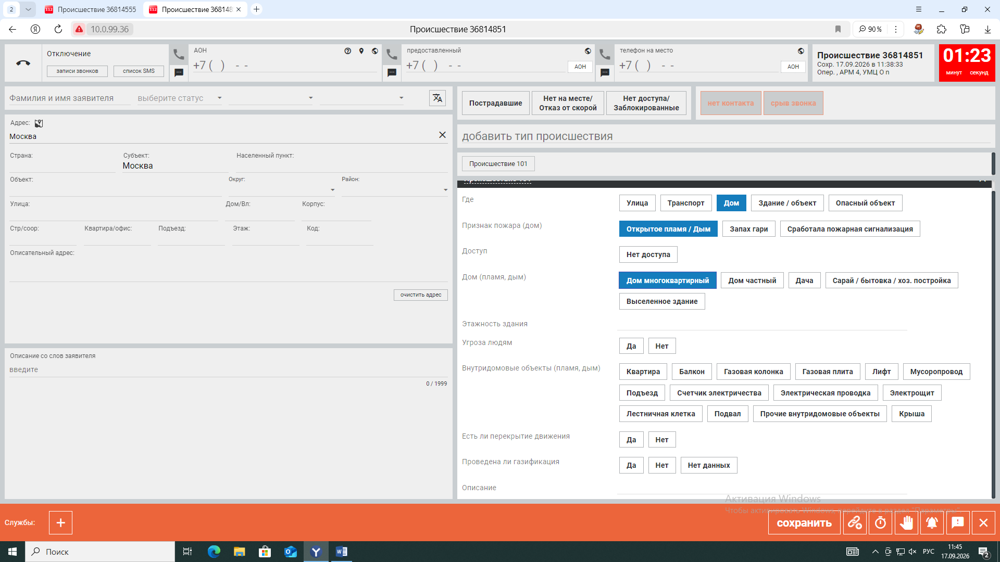 2
Происшествие 36814555
Происшествие 368148
10.0.99.36
Происшествие 36814851
90 %
Отключение
записи звонков
список SMS
АОН
+7 ( ) - -
предоставленный
+7 ( ) - -
АОН
телефон на место
+7 ( ) - -
АОН
Происшествие 36814851
Сохр. 17.09.2026 в 11:38:33
Опер. , АРМ 4, УМЦ О п
01:23
минут секунд
Фамилия и имя заявителя
выберите статус
Пострадавшие
Нет на месте/
Отказ от скорой
Нет доступа/
Заблокированные
нет контакта
срыв звонка
Адрес:
Москва
добавить тип происшествия
Происшествие 101
Страна:
Субъект:
Москва
Населенный пункт:
Объект:
Округ:
Район:
Улица:
Дом/Вл:
Корпус:
Стр/соор:
Квартира/офис:
Подъезд:
Этаж:
Код:
Описательный адрес:
очистить адрес
Описание со слов заявителя
введите
0 / 1999
Где
Улица
Транспорт
Дом
Здание / объект
Опасный объект
Признак пожара (дом)
Открытое пламя / Дым
Запах гари
Сработала пожарная сигнализация
Доступ
Нет доступа
Дом (пламя, дым)
Дом многоквартирный
Дом частный
Дача
Сарай / бытовка / хоз. постройка
Выселенное здание
Этажность здания
Угроза людям
Да
Нет
Внутридомовые объекты (пламя, дым)
Квартира
Балкон
Газовая колонка
Газовая плита
Лифт
Мусоропровод
Подъезд
Счетчик электричества
Электрическая проводка
Электрощит
Лестничная клетка
Подвал
Прочие внутридомовые объекты
Крыша
Есть ли перекрытие движения
Да
Нет
Проведена ли газификация
Да
Нет
Нет данных
Описание
Активация Windows
Чтобы активировать Windows, перейдите в раздел "Параметры".
Службы:
сохранить
Поиск
РУС
11:45
17.09.2026
2